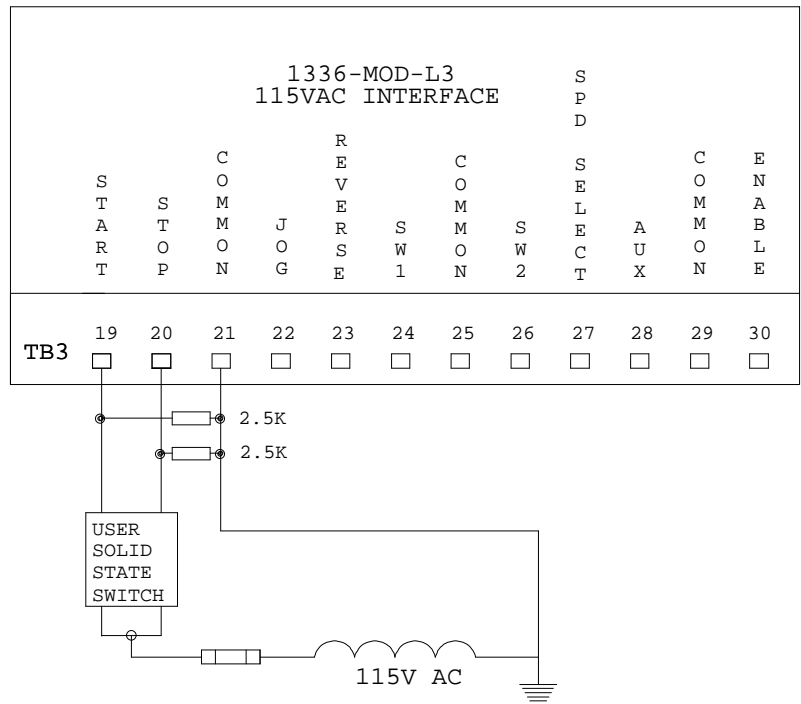 1336-MOD-L3
115VAC INTERFACE
START
STOP
COMMON
JOG
REVERSE
SW1
COMMON
SW2
SPD SELECT
AUX
COMMON
ENABLE
TB3
19 20 21 22 23 24 25 26 27 28 29 30
2.5K
2.5K
USER
SOLID
STATE
SWITCH
115V AC